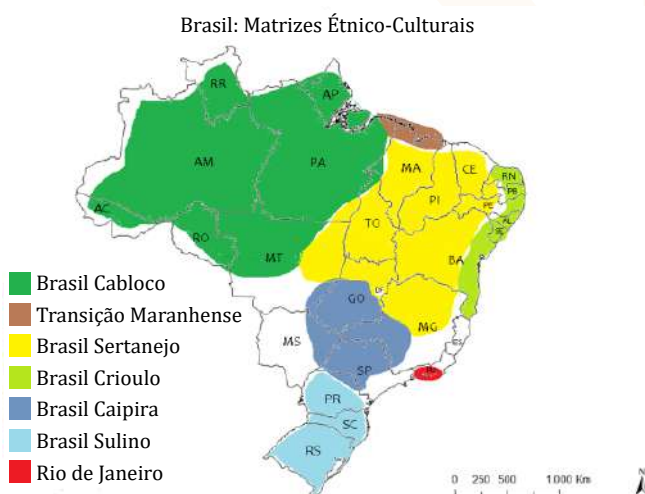 Brasil: Matrizes Étnico-Culturais
RR
AP
AM
PA
MA
CE
RN
PB
PE
PI
AL
AC
TO
SE
RO
MT
BA
DF
GO
MG
ES
MS
SP
RJ
PR
SC
RS
Brasil Cabloco
Transição Maranhense
Brasil Sertanejo
Brasil Crioulo
Brasil Caipira
Brasil Sulino
Rio de Janeiro
0 250 500 1000 Km
N